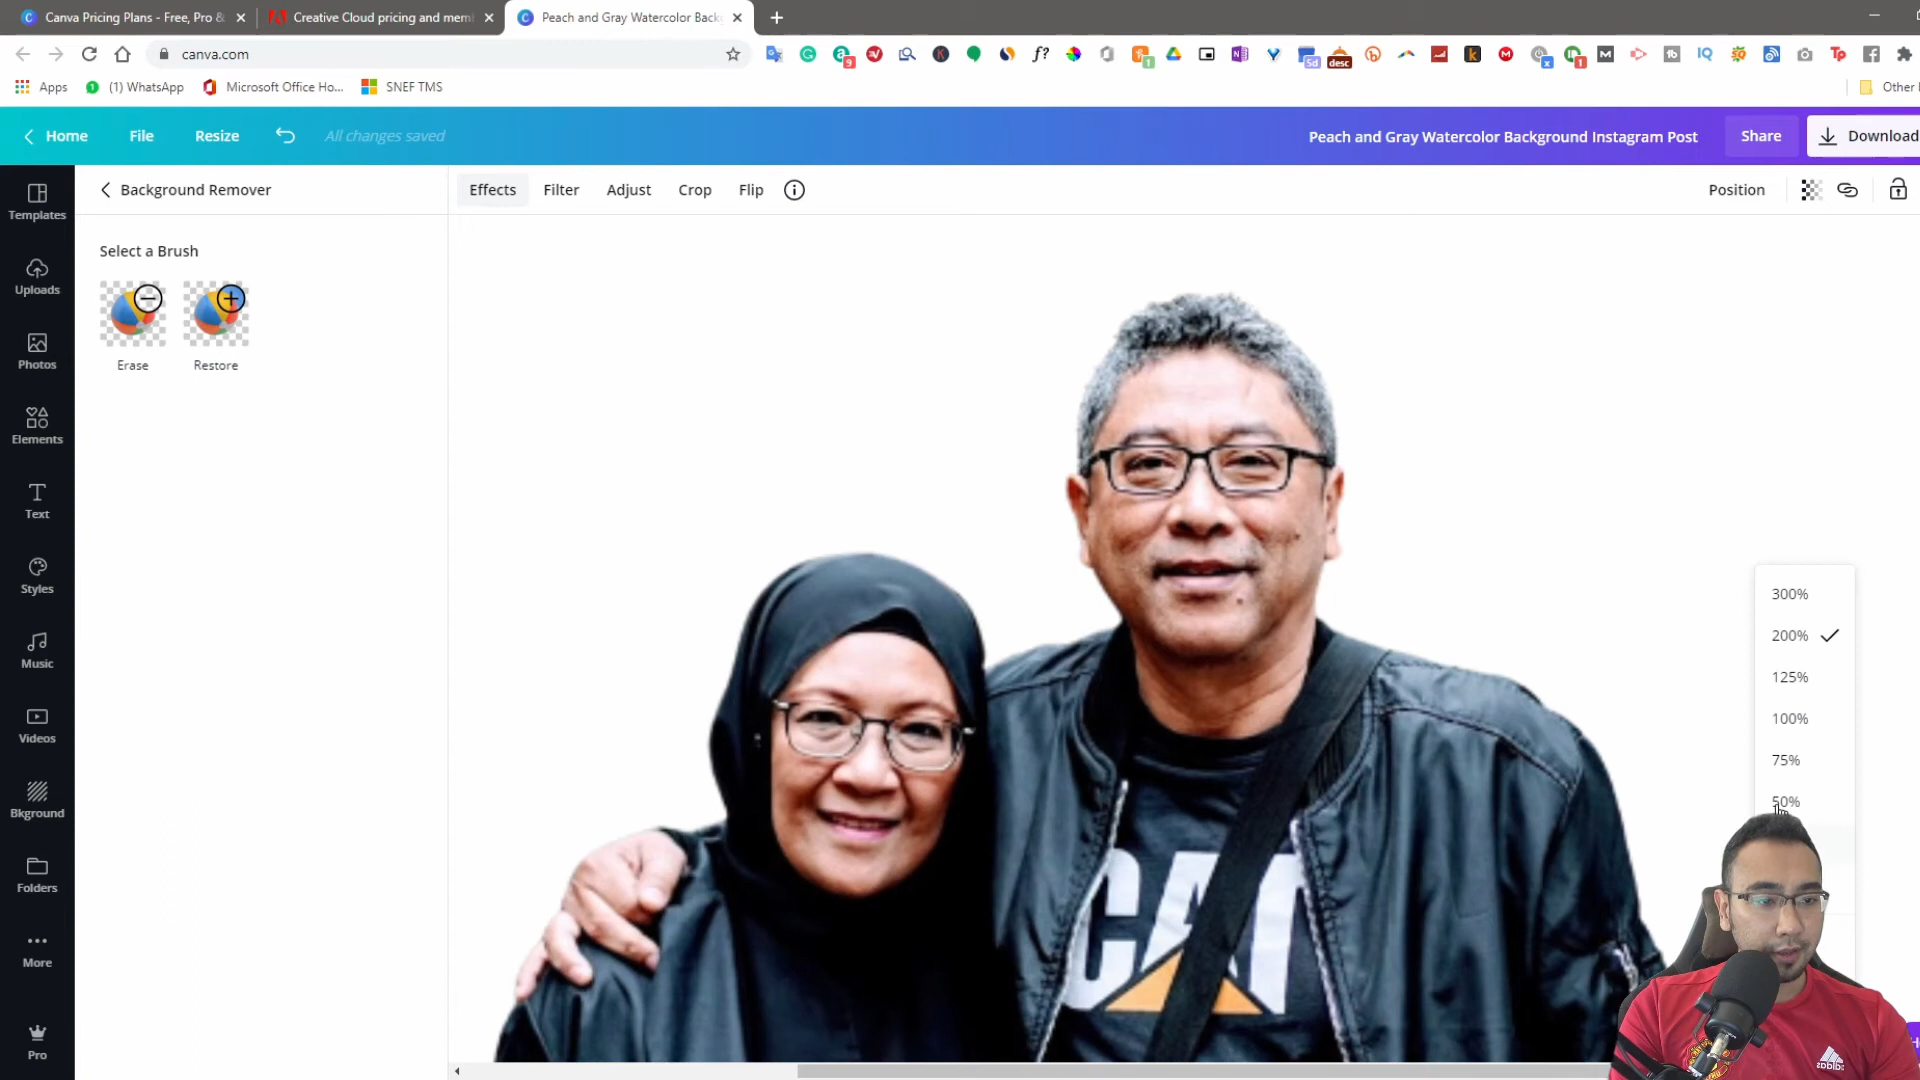 Canva Pricing Plans - Free, Pro &
Creative Cloud pricing and mem
Peach and Gray Watercolor Back
canva.com
Apps
(1) WhatsApp
Microsoft Office Ho...
SNEF TMS
Other
Home
File
Resize
All changes saved
Peach and Gray Watercolor Background Instagram Post
Share
Download
Background Remover
Effects
Filter
Adjust
Crop
Flip
Position
Templates
Uploads
Photos
Elements
Text
Styles
Music
Videos
Bkground
Folders
More
Pro
Select a Brush
Erase
Restore
300%
200%
125%
100%
75%
50%
CAT
adidas